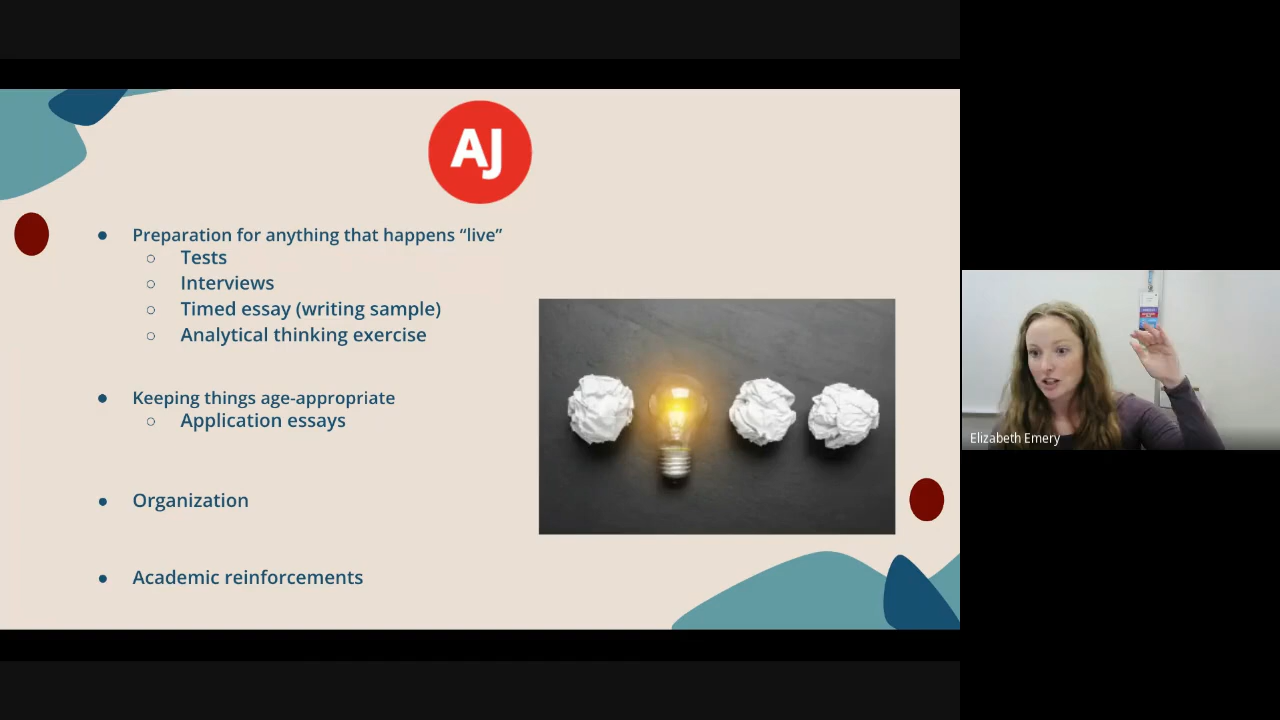 AJ
● Preparation for anything that happens “live”
○ Tests
○ Interviews
○ Timed essay (writing sample)
○ Analytical thinking exercise
● Keeping things age-appropriate
○ Application essays
● Organization
● Academic reinforcements
Elizabeth Emery